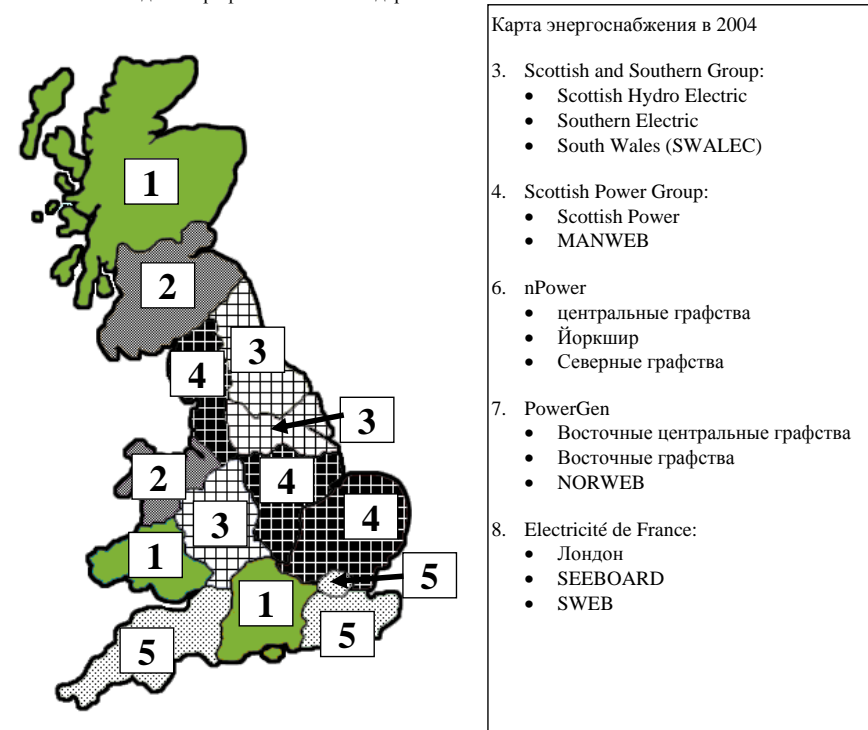 Карта энергоснабжения в 2004
3. Scottish and Southern Group:
• Scottish Hydro Electric
• Southern Electric
• South Wales (SWALEC)
4. Scottish Power Group:
• Scottish Power
• MANWEB
6. nPower
• центральные графства
• Йоркшир
• Северные графства
7. PowerGen
• Восточные центральные графства
• Восточные графства
• NORWEB
8. Electricité de France:
• Лондон
• SEEBOARD
• SWEB
1
2
3
4
3
4
2
4
3
1
5
1
5
5